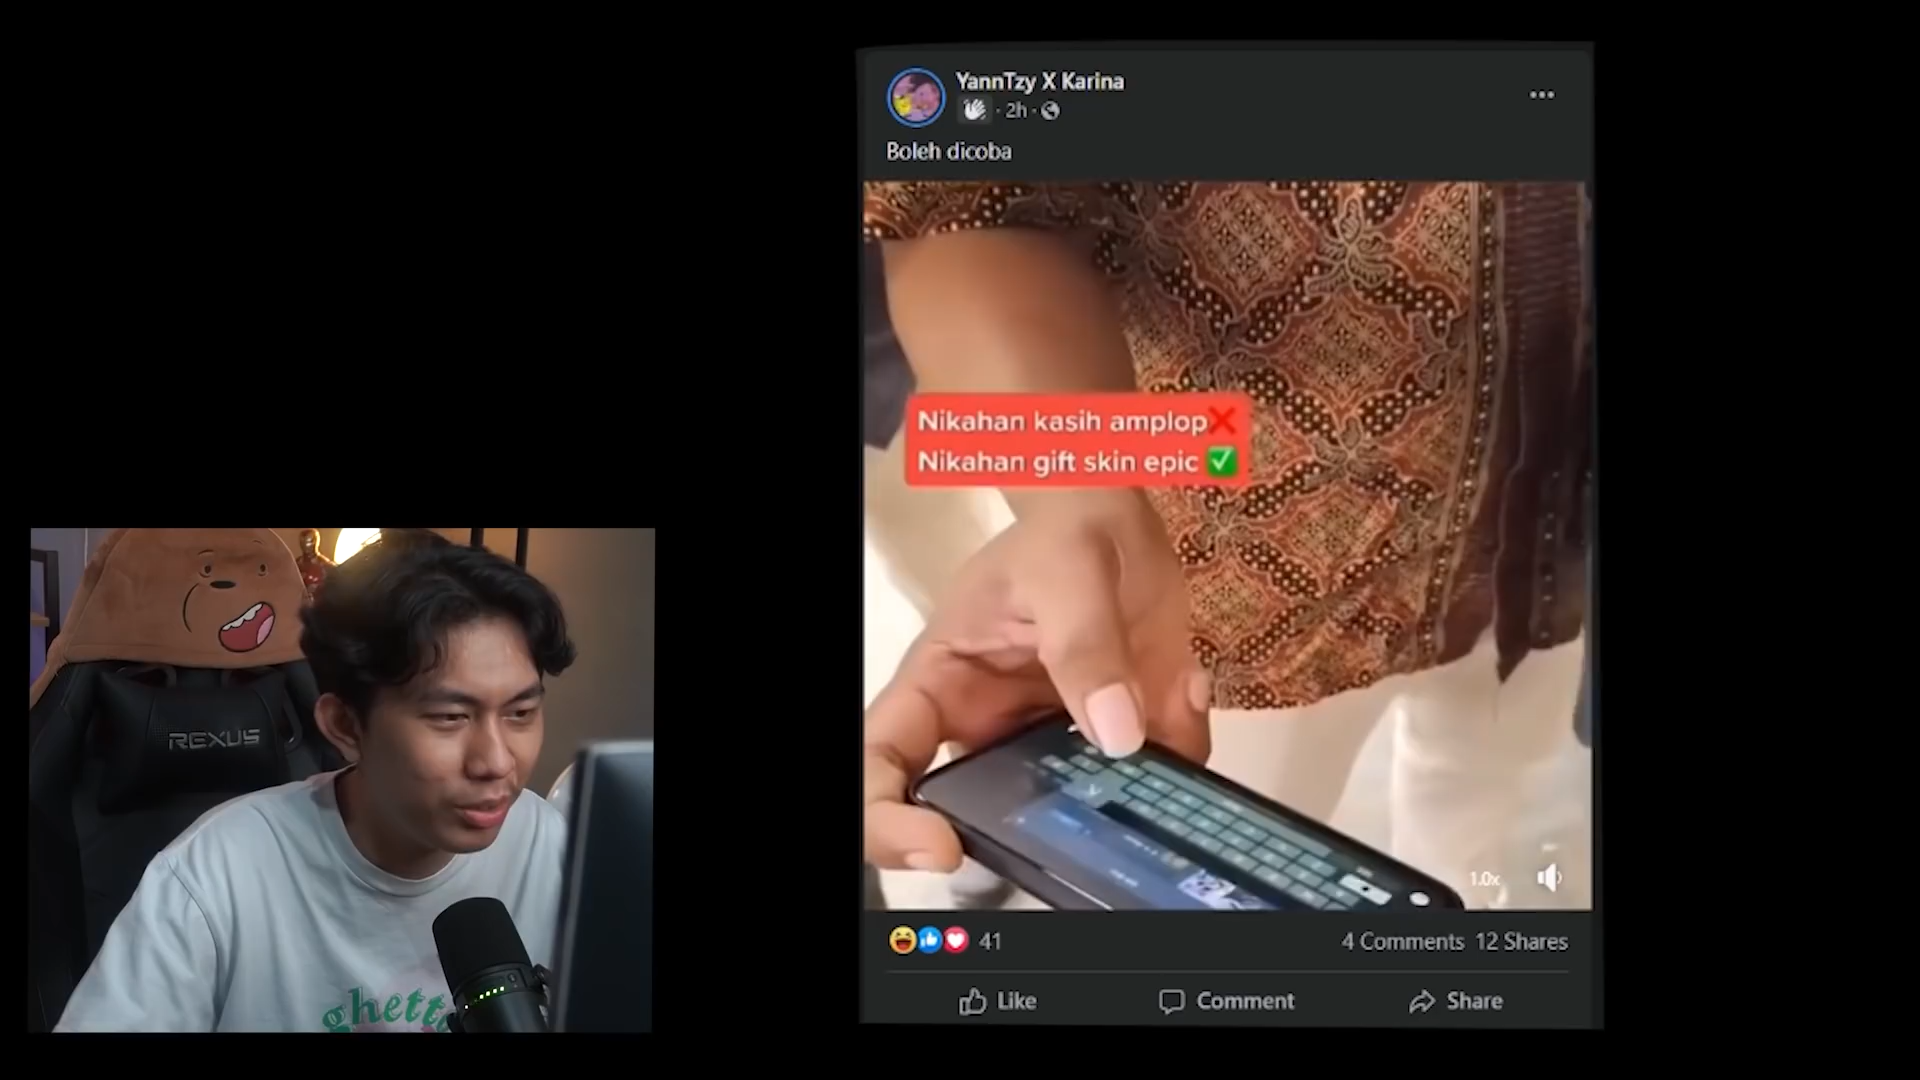 YannTzy X Karina
2h
Boleh dicoba
Nikahan kasih amplop❌
Nikahan gift skin epic ✅
1.0x
41
4 Comments 12 Shares
Like
Comment
Share
REXUS
ghetto